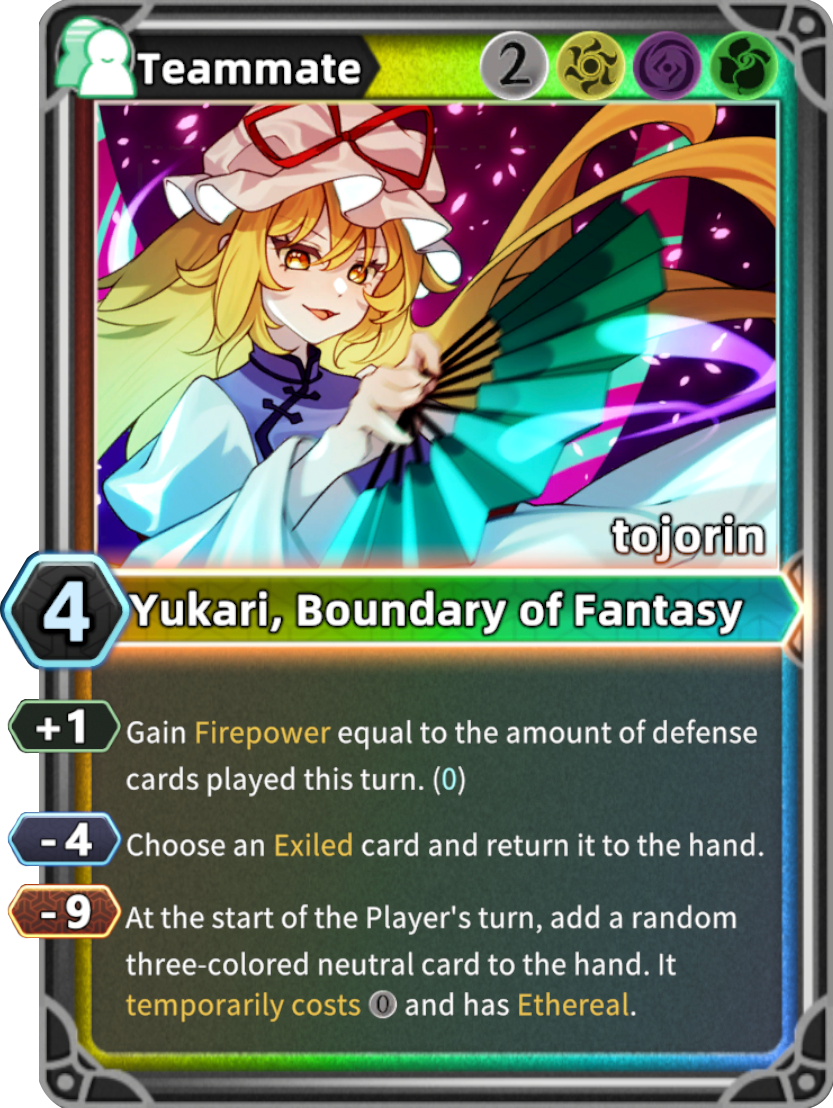 Teammate 2
tojorin
4 Yukari, Boundary of Fantasy
+1 Gain Firepower equal to the amount of defense
cards played this turn. (0)
-4 Choose an Exiled card and return it to the hand.
-9 At the start of the Player's turn, add a random
three-colored neutral card to the hand. It
temporarily costs 0 and has Ethereal.